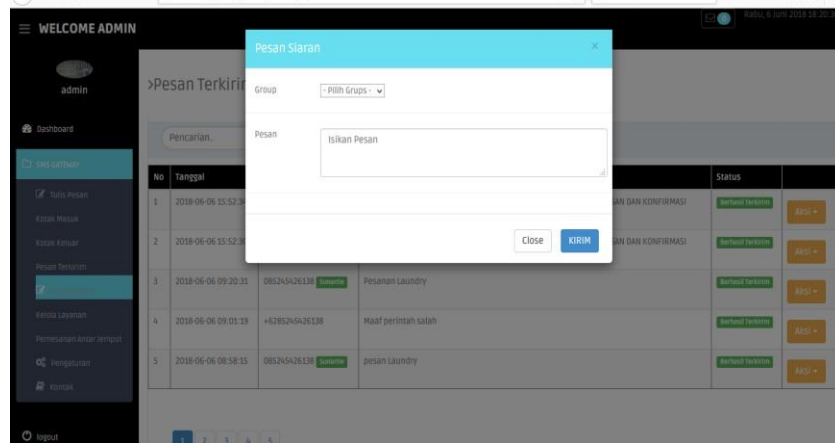 WELCOME ADMIN
0
Rabu, 6 Juni 2018 18:20:
admin
Dashboard
SMS GATEWAY
Tulis Pesan
Kotak Masuk
Kotak Keluar
Pesan Terkirim
Kelola Layanan
Pemesanan Antar Jemput
Pengaturan
Kontak
logout
>Pesan Terkirir
Pencarian..
Pesan Siaran
×
Group
- Pilih Grups -
Pesan
Isikan Pesan
Close
KIRIM
No Tanggal Status
1 2018-06-06 15:52:3 AN DAN KONFIRMASI Berhasil Terkirim Aksi
2 2018-06-06 15:52:3 AN DAN KONFIRMASI Berhasil Terkirim Aksi
3 2018-06-06 09:20:31 085245426138 Sunartie Pesanan Laundry Berhasil Terkirim Aksi
4 2018-06-06 09:01:19 +6285245426138 Maaf perintah salah Berhasil Terkirim Aksi
5 2018-06-06 08:58:15 085245426138 Sunartie pesan laundry Berhasil Terkirim Aksi
1 2 3 4 5